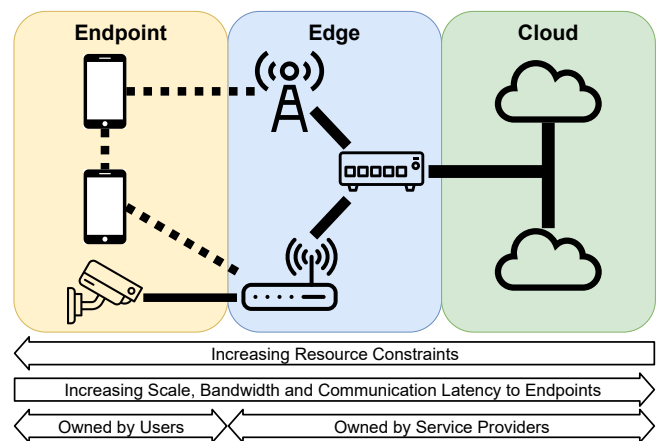 Endpoint
Edge
Cloud
Increasing Resource Constraints
Increasing Scale, Bandwidth and Communication Latency to Endpoints
Owned by Users
Owned by Service Providers